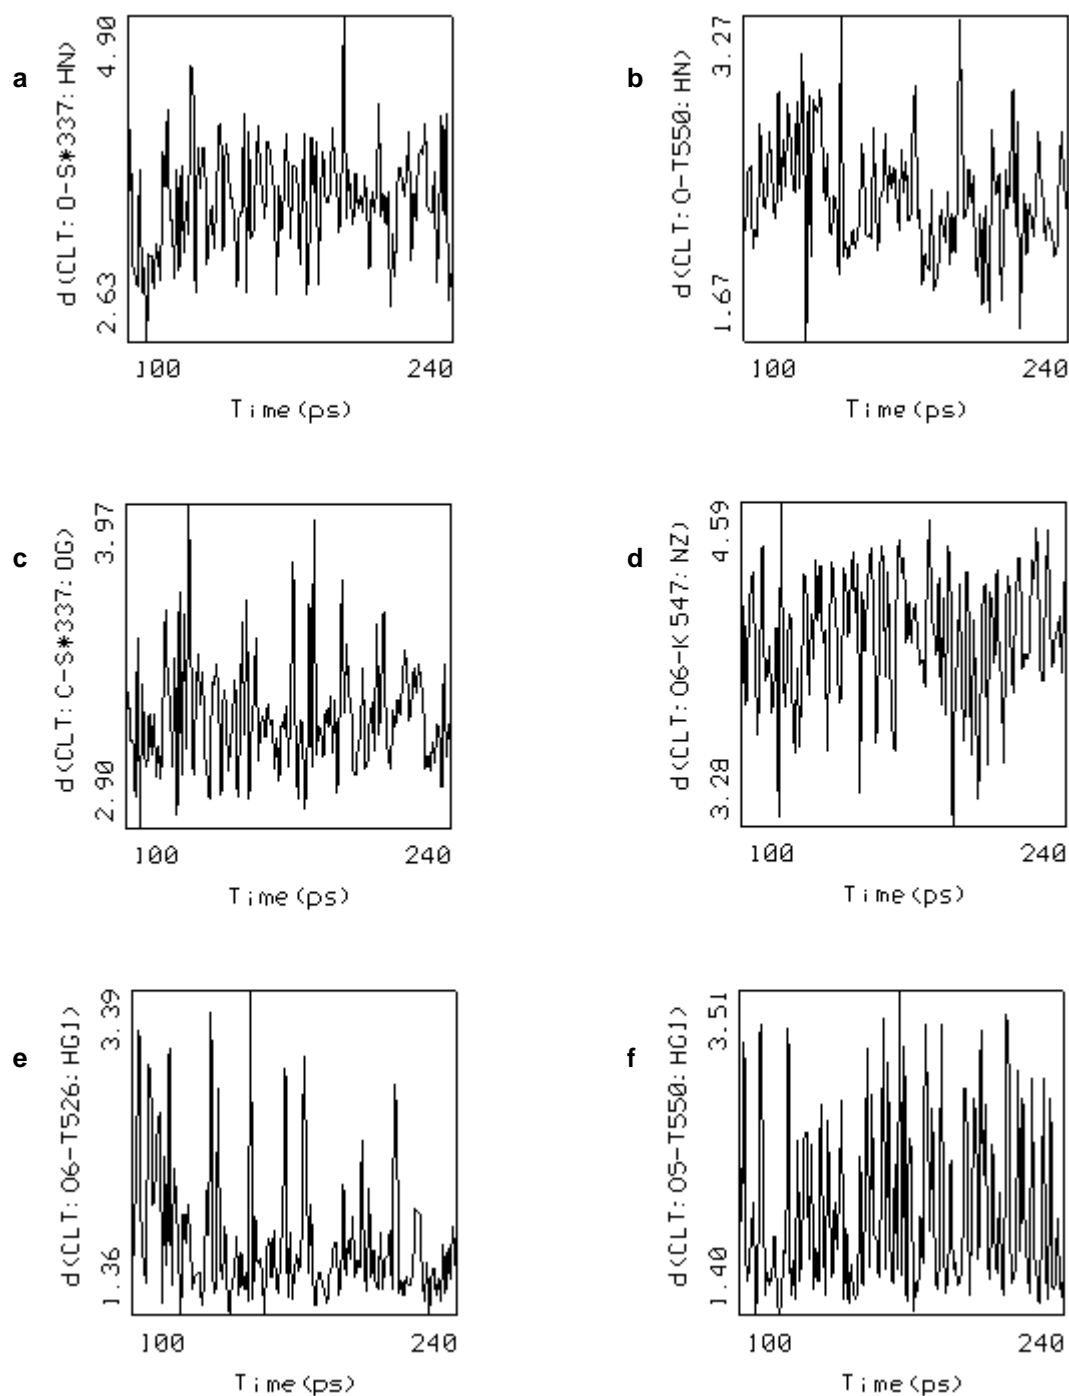 a
d(CLT:O-S*337:HN)
4.90
2.63
100 240
Time(ps)
b
d(CLT:O-T550:HN)
3.27
1.67
100 240
Time(ps)
c
d(CLT:C-S*337:OG)
3.97
2.90
100 240
Time(ps)
d
d(CLT:O6-K547:NZ)
4.59
3.28
100 240
Time(ps)
e
d(CLT:O6-T526:HG1)
3.39
1.36
100 240
Time(ps)
f
d(CLT:O5-T550:HG1)
3.51
1.40
100 240
Time(ps)